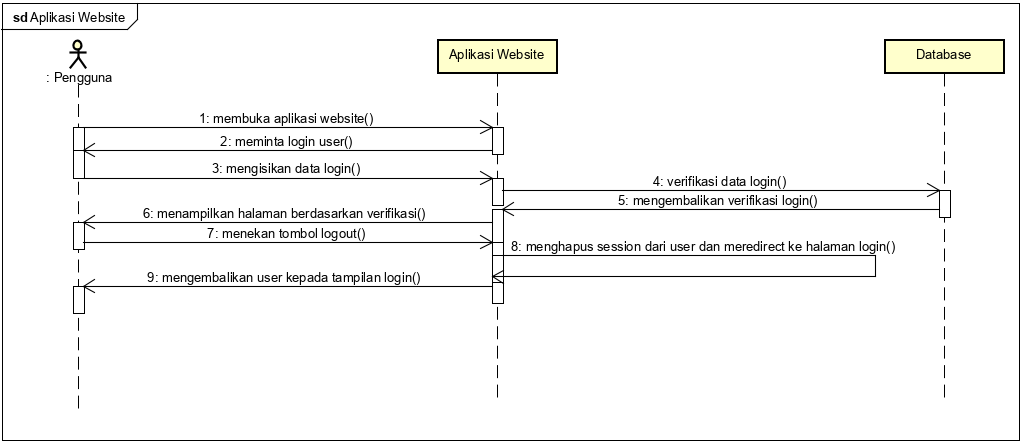 sd Aplikasi Website
: Pengguna
Aplikasi Website
Database
1: membuka aplikasi website()
2: meminta login user()
3: mengisikan data login()
4: verifikasi data login()
5: mengembalikan verifikasi login()
6: menampilkan halaman berdasarkan verifikasi()
7: menekan tombol logout()
8: menghapus session dari user dan meredirect ke halaman login()
9: mengembalikan user kepada tampilan login()